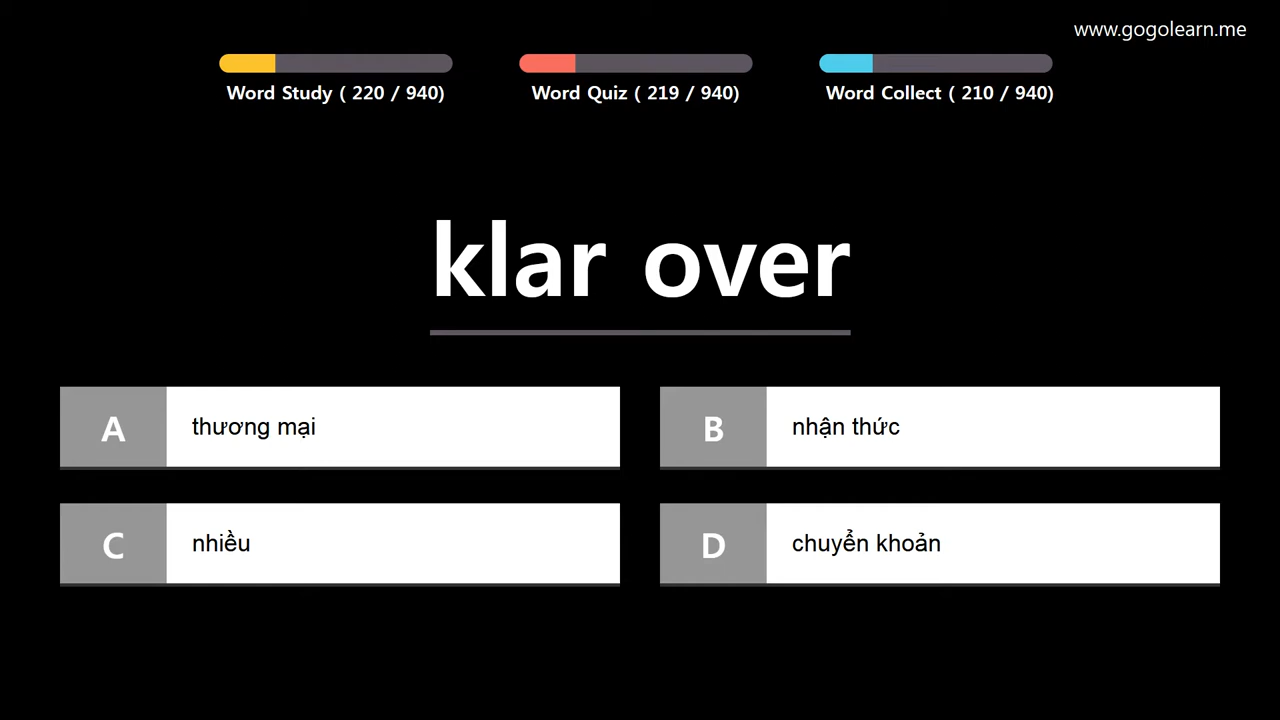 www.gogolearn.me
Word Study ( 220 / 940)
Word Quiz ( 219 / 940)
Word Collect ( 210 / 940)
klar over
A
thương mại
B
nhận thức
C
nhiều
D
chuyển khoản